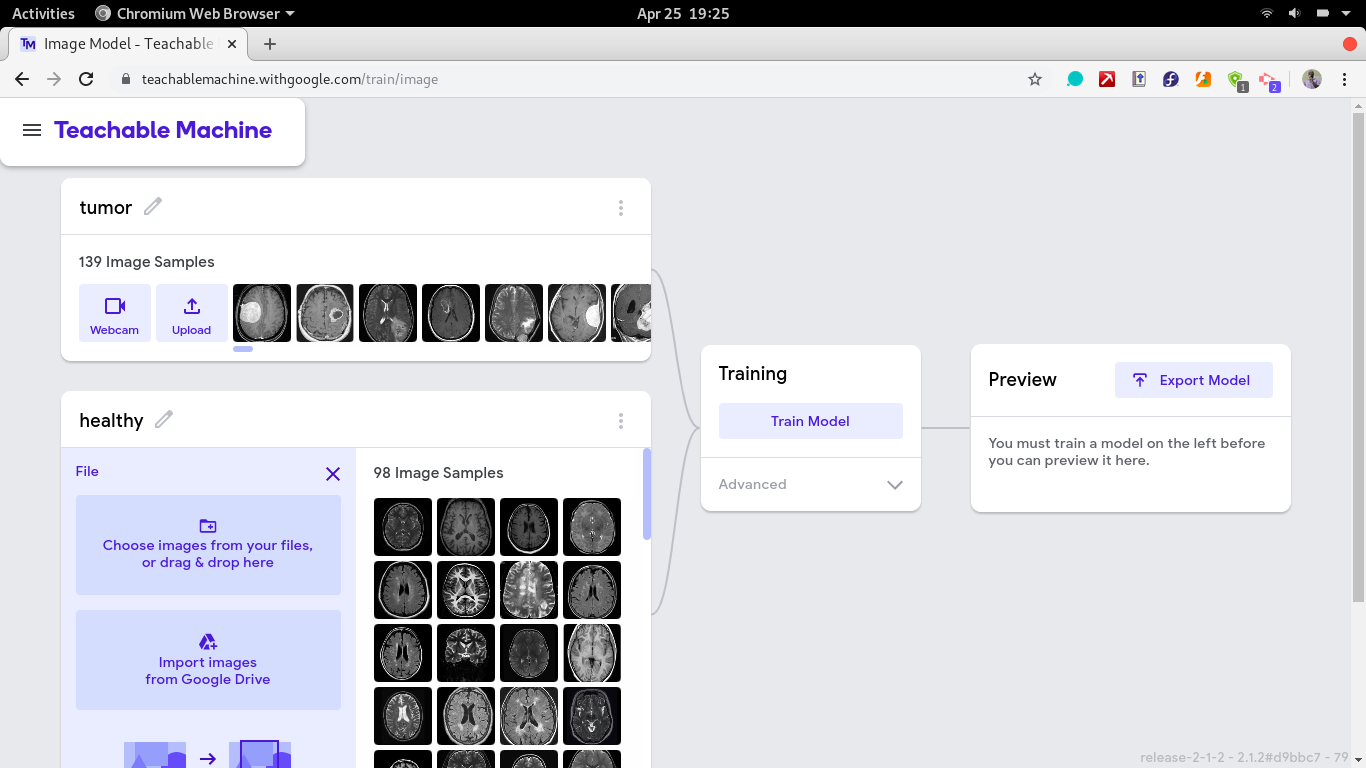 Activities
Chromium Web Browser
Apr 25 19:25
TM
Image Model - Teachable
teachablemachine.withgoogle.com/train/image
1
2
Teachable Machine
tumor
139 Image Samples
Webcam
Upload
healthy
File
Choose images from your files,
or drag & drop here
Import images
from Google Drive
98 Image Samples
Training
Train Model
Advanced
Preview
Export Model
You must train a model on the left before
you can preview it here.
release-2-1-2 - 2.1.2#d9bbc7 - 79